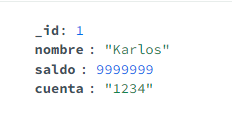 _id: 1
nombre : "Karlos"
saldo : 9999999
cuenta : "1234"